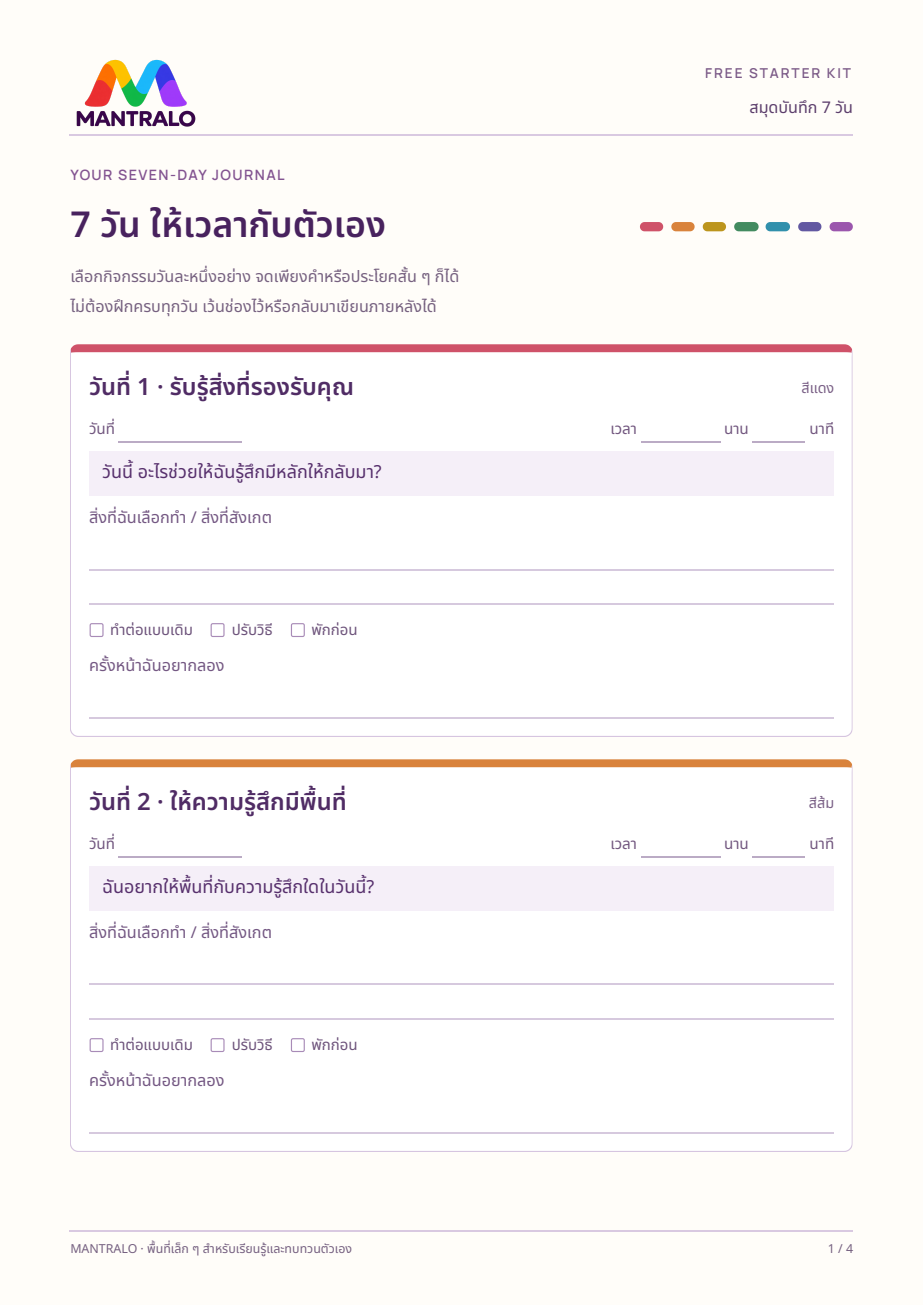 MANTRALO
FREE STARTER KIT
สมุดบันทึก 7 วัน
YOUR SEVEN-DAY JOURNAL
7 วัน ให้เวลากับตัวเอง
เลือกกิจกรรมวันละหนึ่งอย่าง จดเพียงคำหรือประโยคสั้น ๆ ก็ได้
ไม่ต้องฝึกครบทุกวัน เว้นช่องไว้หรือกลับมาเขียนภายหลังได้
วันที่ 1 · รับรู้สิ่งที่รองรับคุณ
สีแดง
วันที่ เวลา นาน นาที
วันนี้ อะไรช่วยให้ฉันรู้สึกมีหลักให้กลับมา?
สิ่งที่ฉันเลือกทำ / สิ่งที่สังเกต
ทำต่อแบบเดิม ปรับวิธี พักก่อน
ครั้งหน้าฉันอยากลอง
วันที่ 2 · ให้ความรู้สึกมีพื้นที่
สีส้ม
วันที่ เวลา นาน นาที
ฉันอยากให้พื้นที่กับความรู้สึกใดในวันนี้?
สิ่งที่ฉันเลือกทำ / สิ่งที่สังเกต
ทำต่อแบบเดิม ปรับวิธี พักก่อน
ครั้งหน้าฉันอยากลอง
MANTRALO · พื้นที่เล็ก ๆ สำหรับเรียนรู้และทบทวนตัวเอง
1 / 4